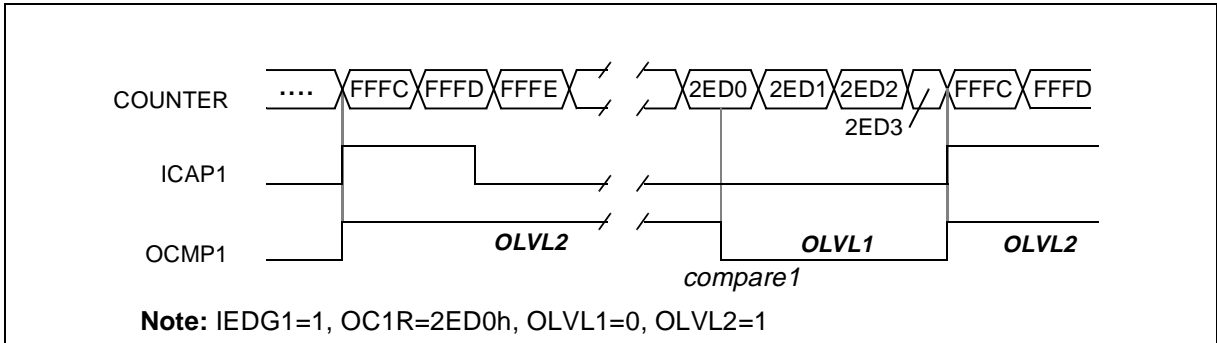 COUNTER .... FFFC FFFD FFFE 2ED0 2ED1 2ED2 FFFC FFFD
2ED3
ICAP1
OLVL2 OLVL1 OLVL2
OCMP1
compare1
Note: IEDG1=1, OC1R=2ED0h, OLVL1=0, OLVL2=1